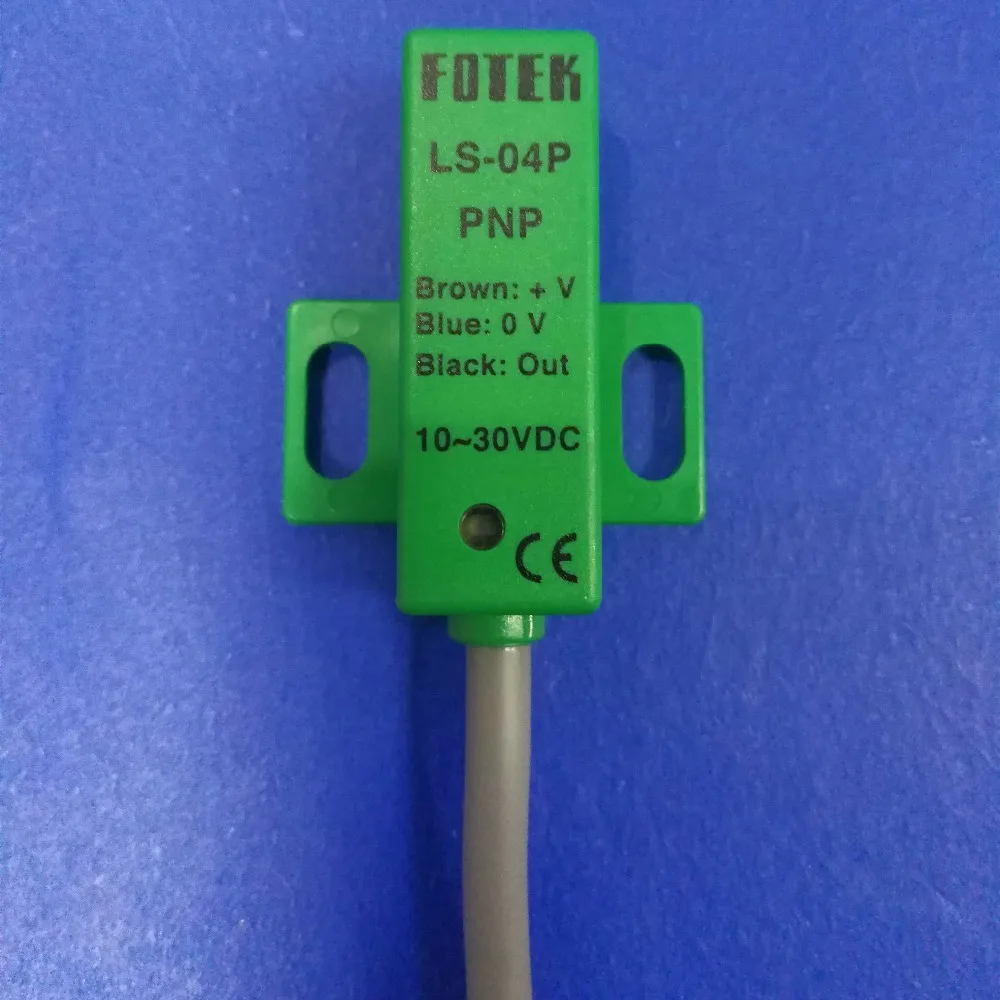 FOTEK
LS-04P
PNP
Brown: + V
Blue: 0 V
Black: Out
10~30VDC
CE